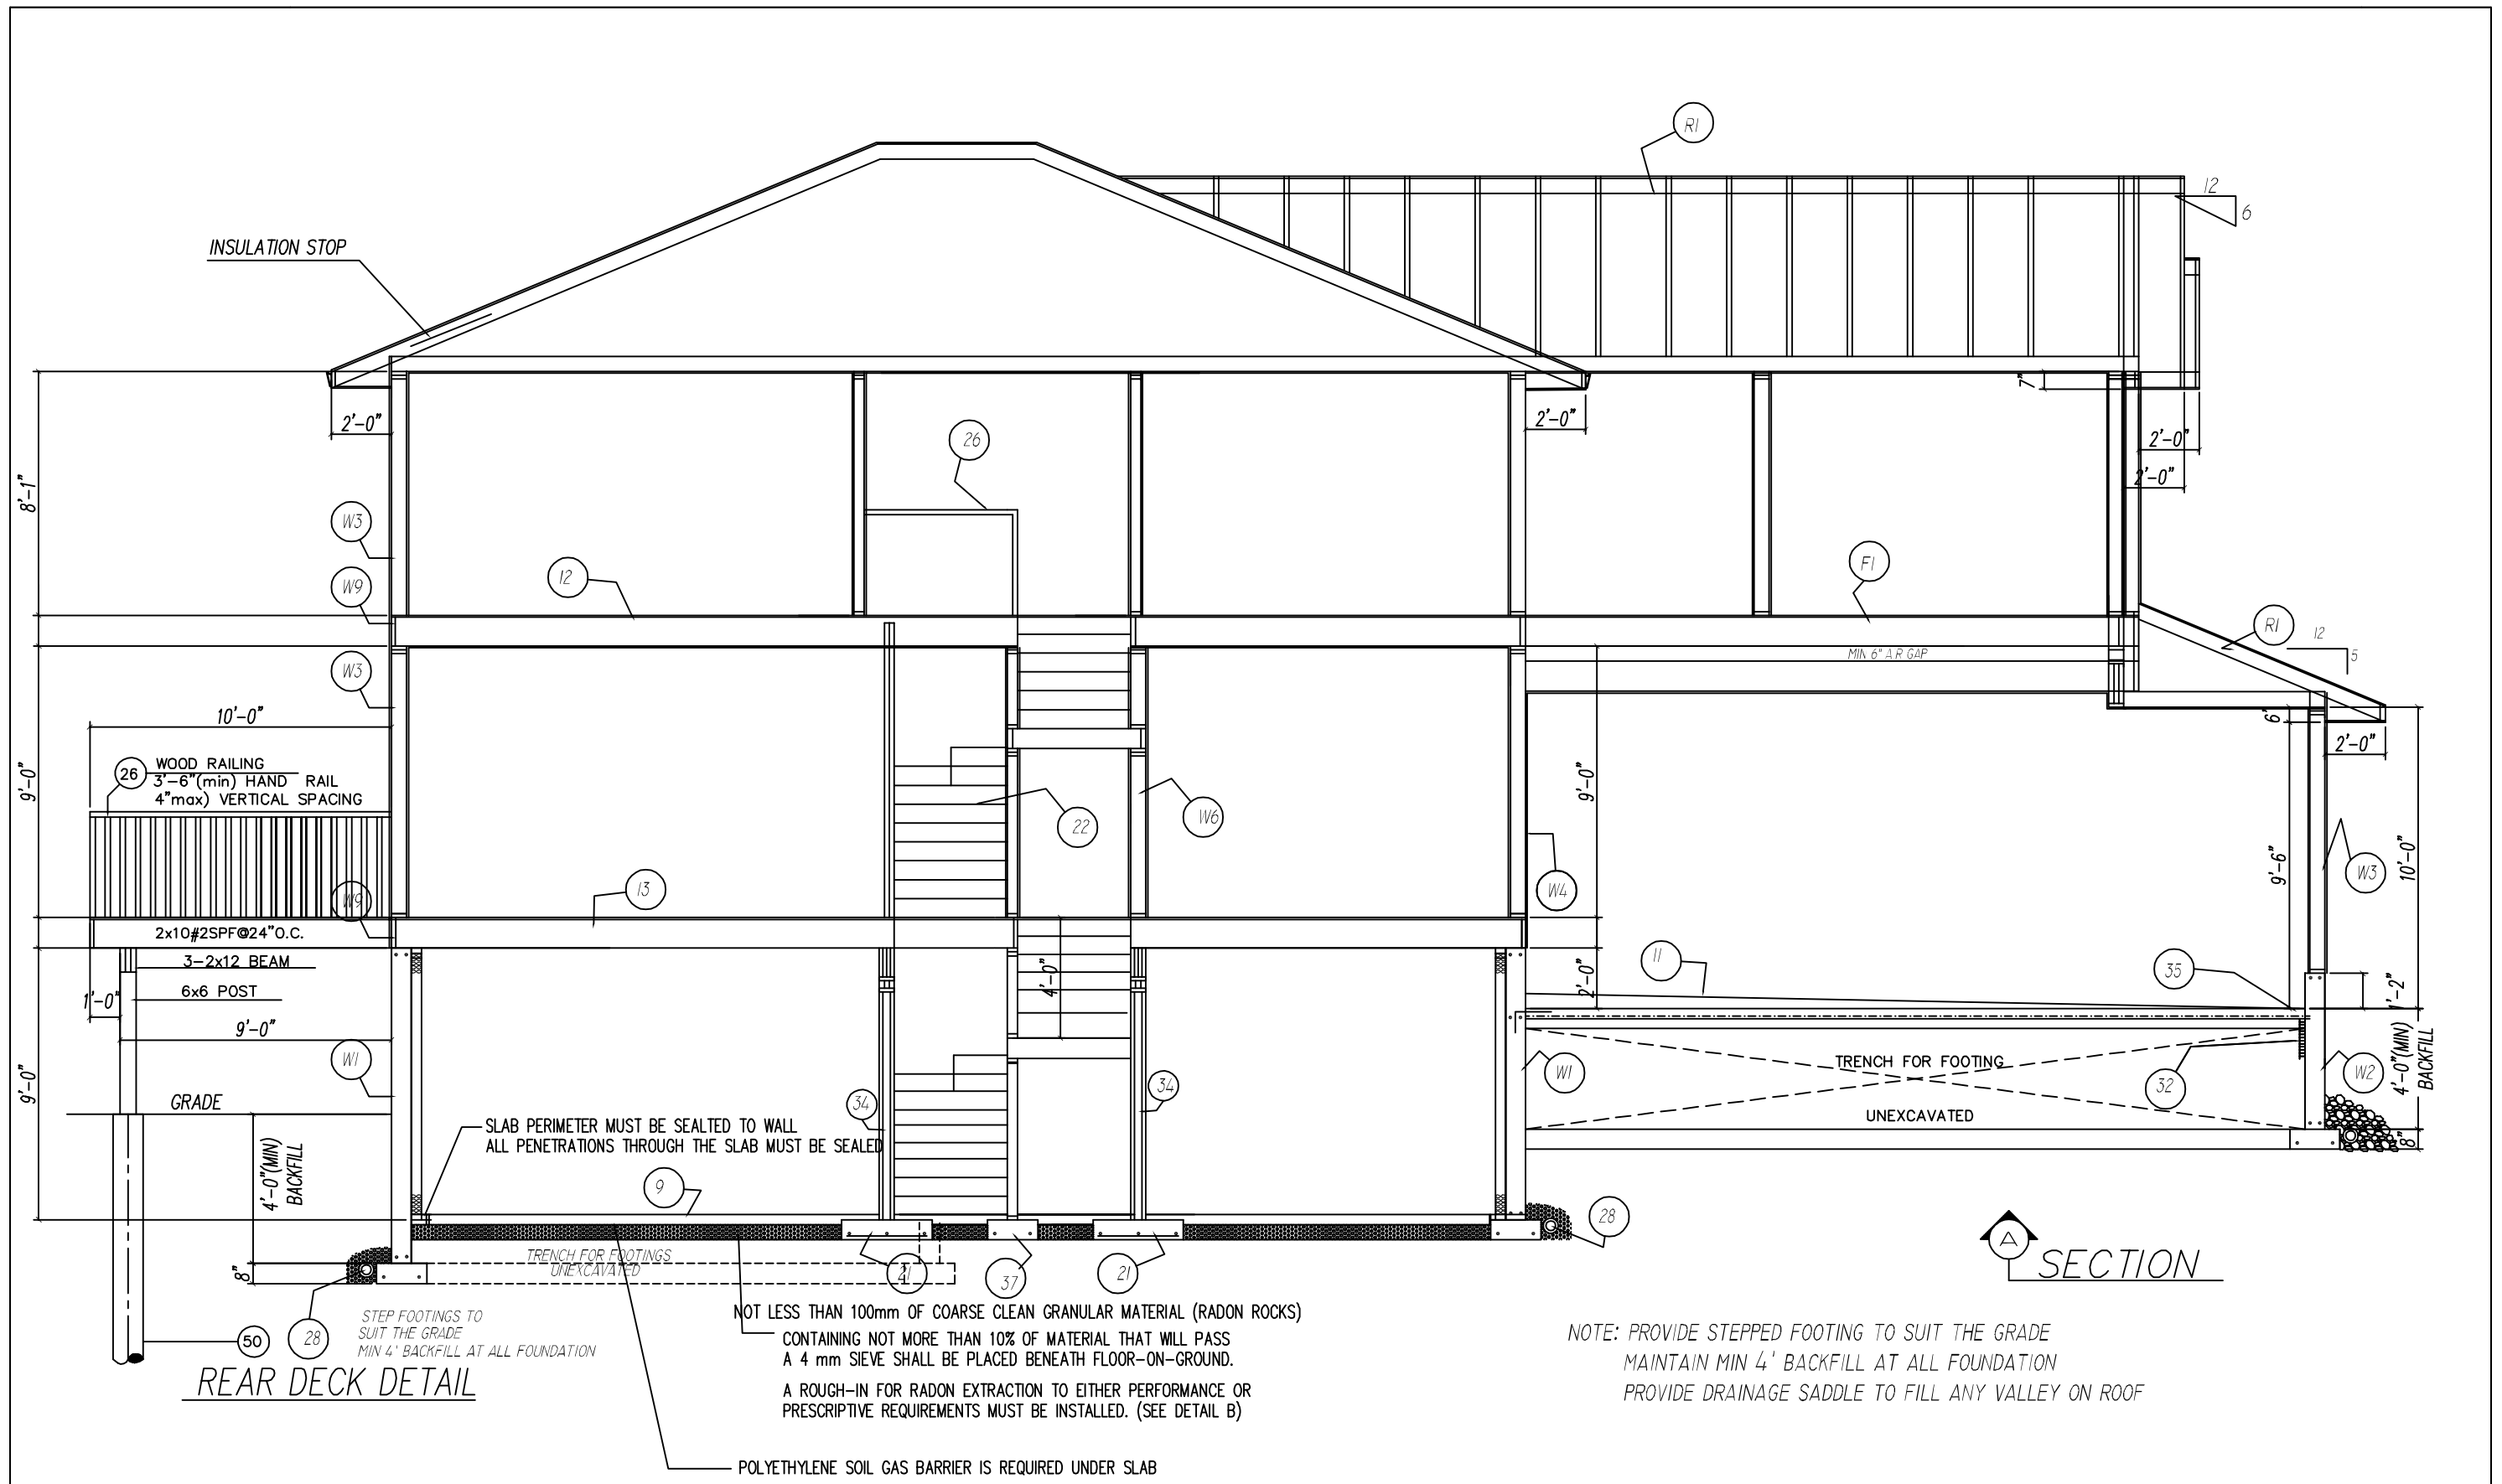 R1
12
6
INSULATION STOP
7"
2'-0"
2'-0"
2'-0"
2'-0"
26
8'-1"
W3
12
F1
W9
R1
12
5
W3
MIN 6" A R GAP
10'-0"
6"
2'-0"
26
WOOD RAILING
3'-6"(min) HAND RAIL
4"max) VERTICAL SPACING
9'-0"
9'-0"
22
W6
9'-6"
10'-0"
W3
13
W4
W9
2x10#2SPF@24"O.C.
3-2x12 BEAM
11
35
6x6 POST
1'-0"
4'-0"
2'-0"
1'-2"
9'-0"
W1
TRENCH FOR FOOTING
4'-0"(MIN)
BACKFILL
9'-0"
W1
32
W2
34
34
GRADE
UNEXCAVATED
SLAB PERIMETER MUST BE SEALTED TO WALL
ALL PENETRATIONS THROUGH THE SLAB MUST BE SEALED
8"
4'-0"(MIN)
BACKFILL
9
28
A
SECTION
TRENCH FOR FOOTINGS
UNEXCAVATED
8"
21
37
21
NOT LESS THAN 100mm OF COARSE CLEAN GRANULAR MATERIAL (RADON ROCKS)
CONTAINING NOT MORE THAN 10% OF MATERIAL THAT WILL PASS
A 4 mm SIEVE SHALL BE PLACED BENEATH FLOOR-ON-GROUND.
A ROUGH-IN FOR RADON EXTRACTION TO EITHER PERFORMANCE OR
PRESCRIPTIVE REQUIREMENTS MUST BE INSTALLED. (SEE DETAIL B)
POLYETHYLENE SOIL GAS BARRIER IS REQUIRED UNDER SLAB
STEP FOOTINGS TO
SUIT THE GRADE
MIN 4' BACKFILL AT ALL FOUNDATION
50
28
REAR DECK DETAIL
NOTE: PROVIDE STEPPED FOOTING TO SUIT THE GRADE
MAINTAIN MIN 4' BACKFILL AT ALL FOUNDATION
PROVIDE DRAINAGE SADDLE TO FILL ANY VALLEY ON ROOF